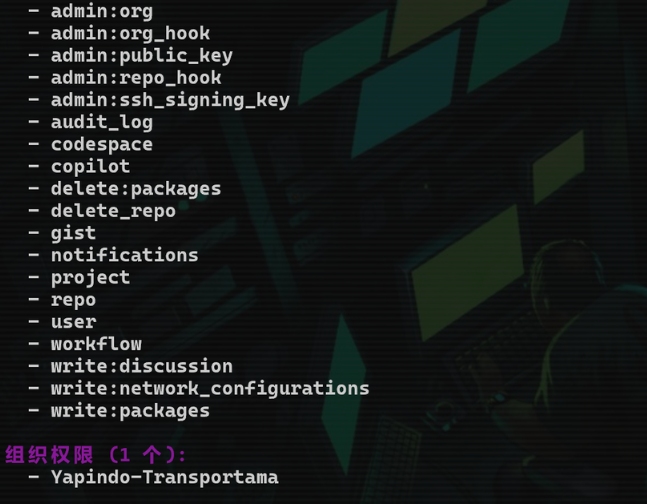 - admin:org
- admin:org_hook
- admin:public_key
- admin:repo_hook
- admin:ssh_signing_key
- audit_log
- codespace
- copilot
- delete:packages
- delete_repo
- gist
- notifications
- project
- repo
- user
- workflow
- write:discussion
- write:network_configurations
- write:packages
组织权限 (1 个):
- Yapindo-Transportama